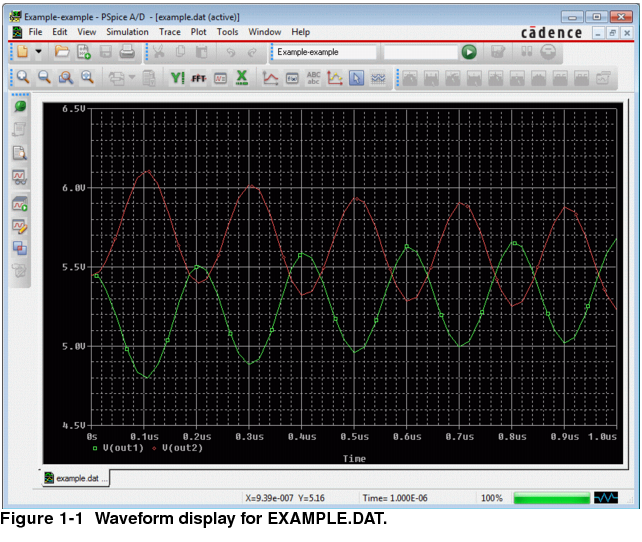 Example-example - PSpice A/D - [example.dat (active)]
File Edit View Simulation Trace Plot Tools Window Help
cādence
Example-example
FFT
ABC
abc
6.5V
6.0V
5.5V
5.0V
4.5V
0s 0.1us 0.2us 0.3us 0.4us 0.5us 0.6us 0.7us 0.8us 0.9us 1.0us
V(out1) V(out2)
Time
example.dat ...
X=9.39e-007 Y=5.16 Time= 1.000E-06 100%
Figure 1-1 Waveform display for EXAMPLE.DAT.